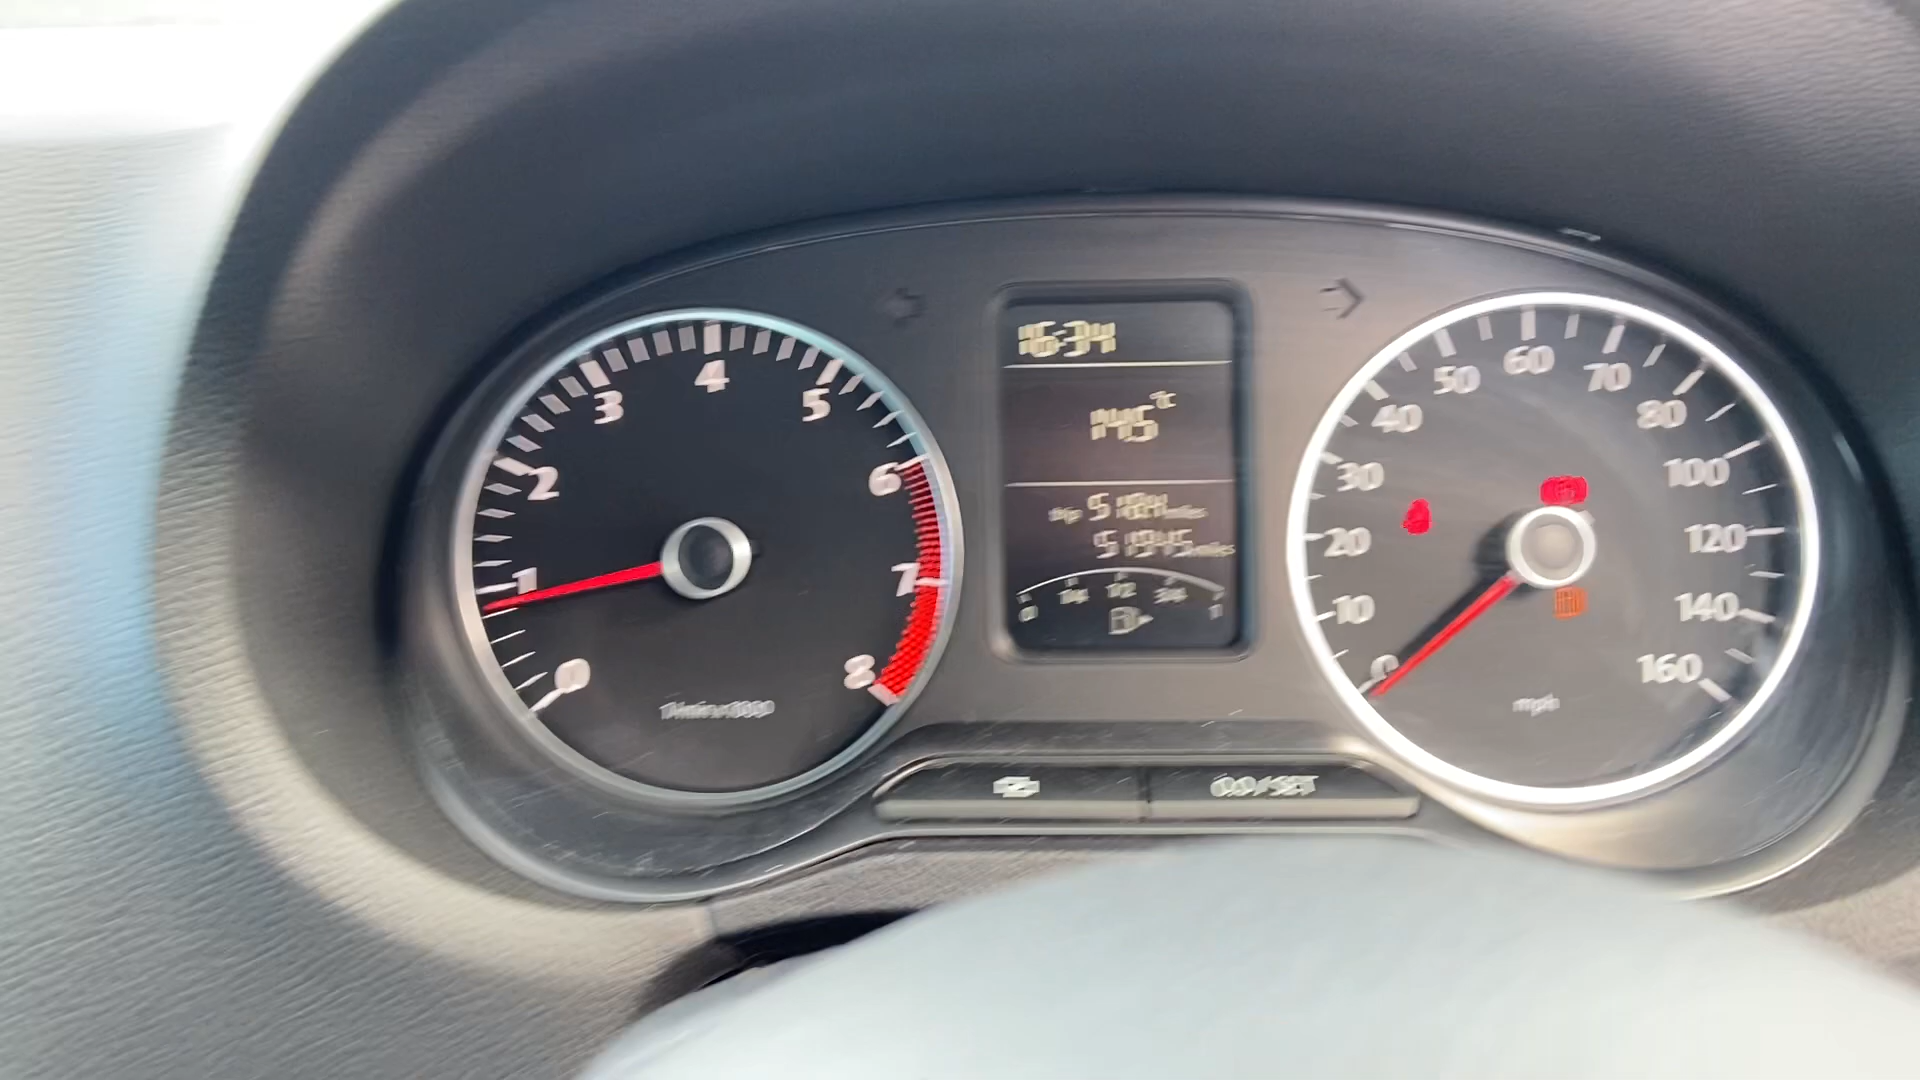 0 1 2 3 4 5 6 7 8
1/min x 1000
16:34
14.5 °C
trip
miles
51945 miles
0 1/4 1/2 3/4 1
0.0/SET
0 10 20 30 40 50 60 70 80 100 120 140 160
mph